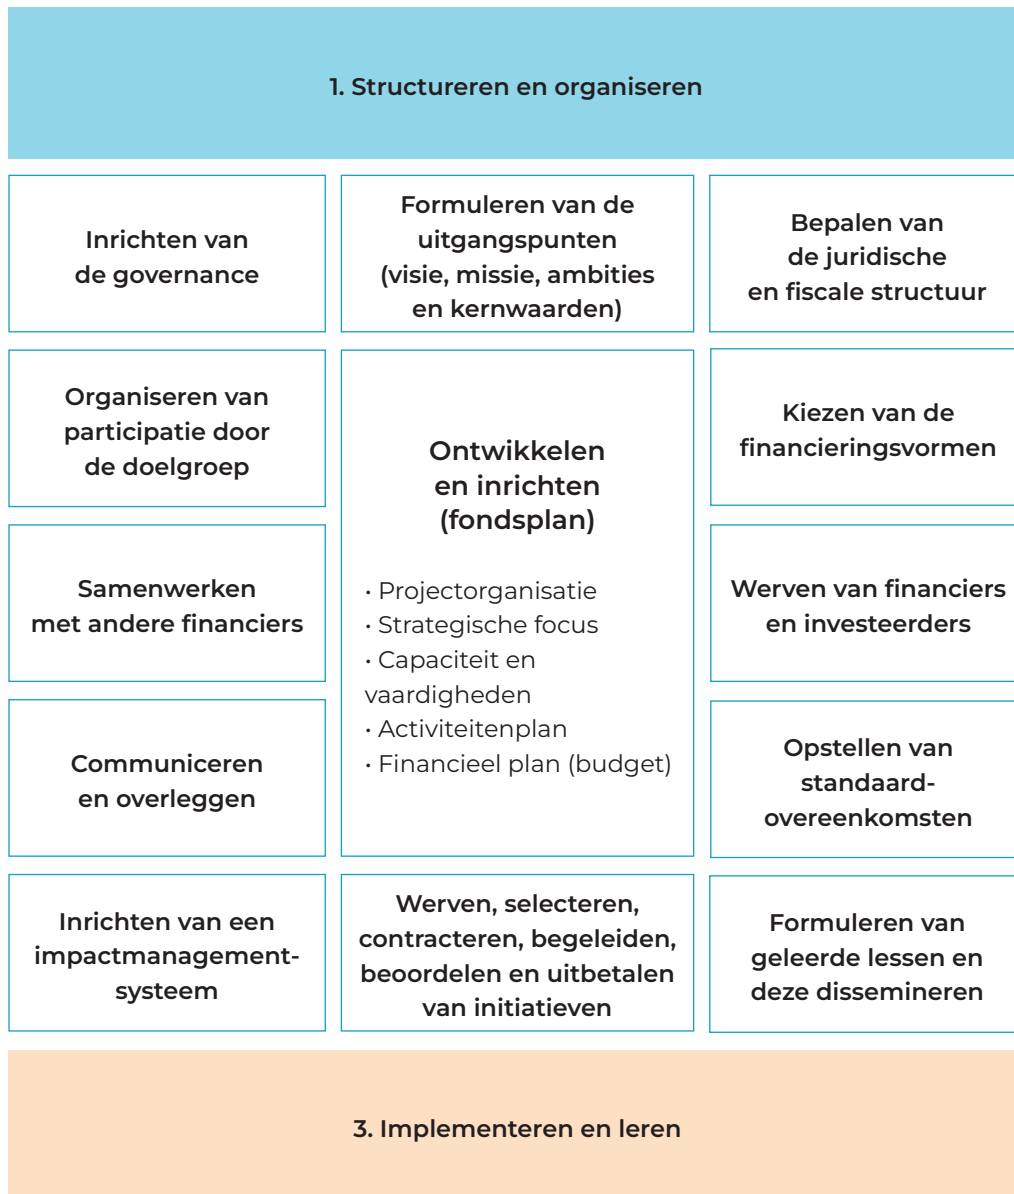 1. Structureren en organiseren
Inrichten van
de governance
Formuleren van de
uitgangspunten
(visie, missie, ambities
en kernwaarden)
Bepalen van
de juridische
en fiscale structuur
Organiseren van
participatie door
de doelgroep
Ontwikkelen
en inrichten
(fondsplan)
· Projectorganisatie
· Strategische focus
· Capaciteit en
vaardigheden
· Activiteitenplan
· Financieel plan (budget)
Kiezen van de
financieringsvormen
Samenwerken
met andere financiers
Werven van financiers
en investeerders
Communiceren
en overleggen
Opstellen van
standaard-
overeenkomsten
Inrichten van een
impactmanagement-
systeem
Werven, selecteren,
contracteren, begeleiden,
beoordelen en uitbetalen
van initiatieven
Formuleren van
geleerde lessen en
deze dissemineren
3. Implementeren en leren